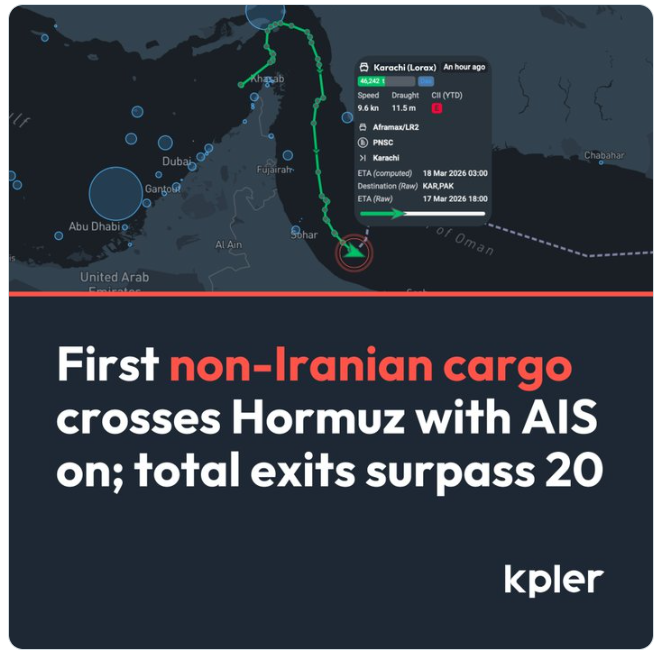 Khasab
Dubai
Fujairah
Abu Dhabi
Al Ain
Sohar
United Arab
Emirates
Chabahar
of Oman
Karachi (Lorax) An hour ago
46,242 t
Speed Draught CII (YTD)
9.6 kn 11.5 m E
Aframax/LR2
PNSC
Karachi
ETA (computed) 18 Mar 2026 03:00
Destination (Raw) KAR,PAK
ETA (Raw) 17 Mar 2026 18:00
First non-Iranian cargo
crosses Hormuz with AIS
on; total exits surpass 20
kpler